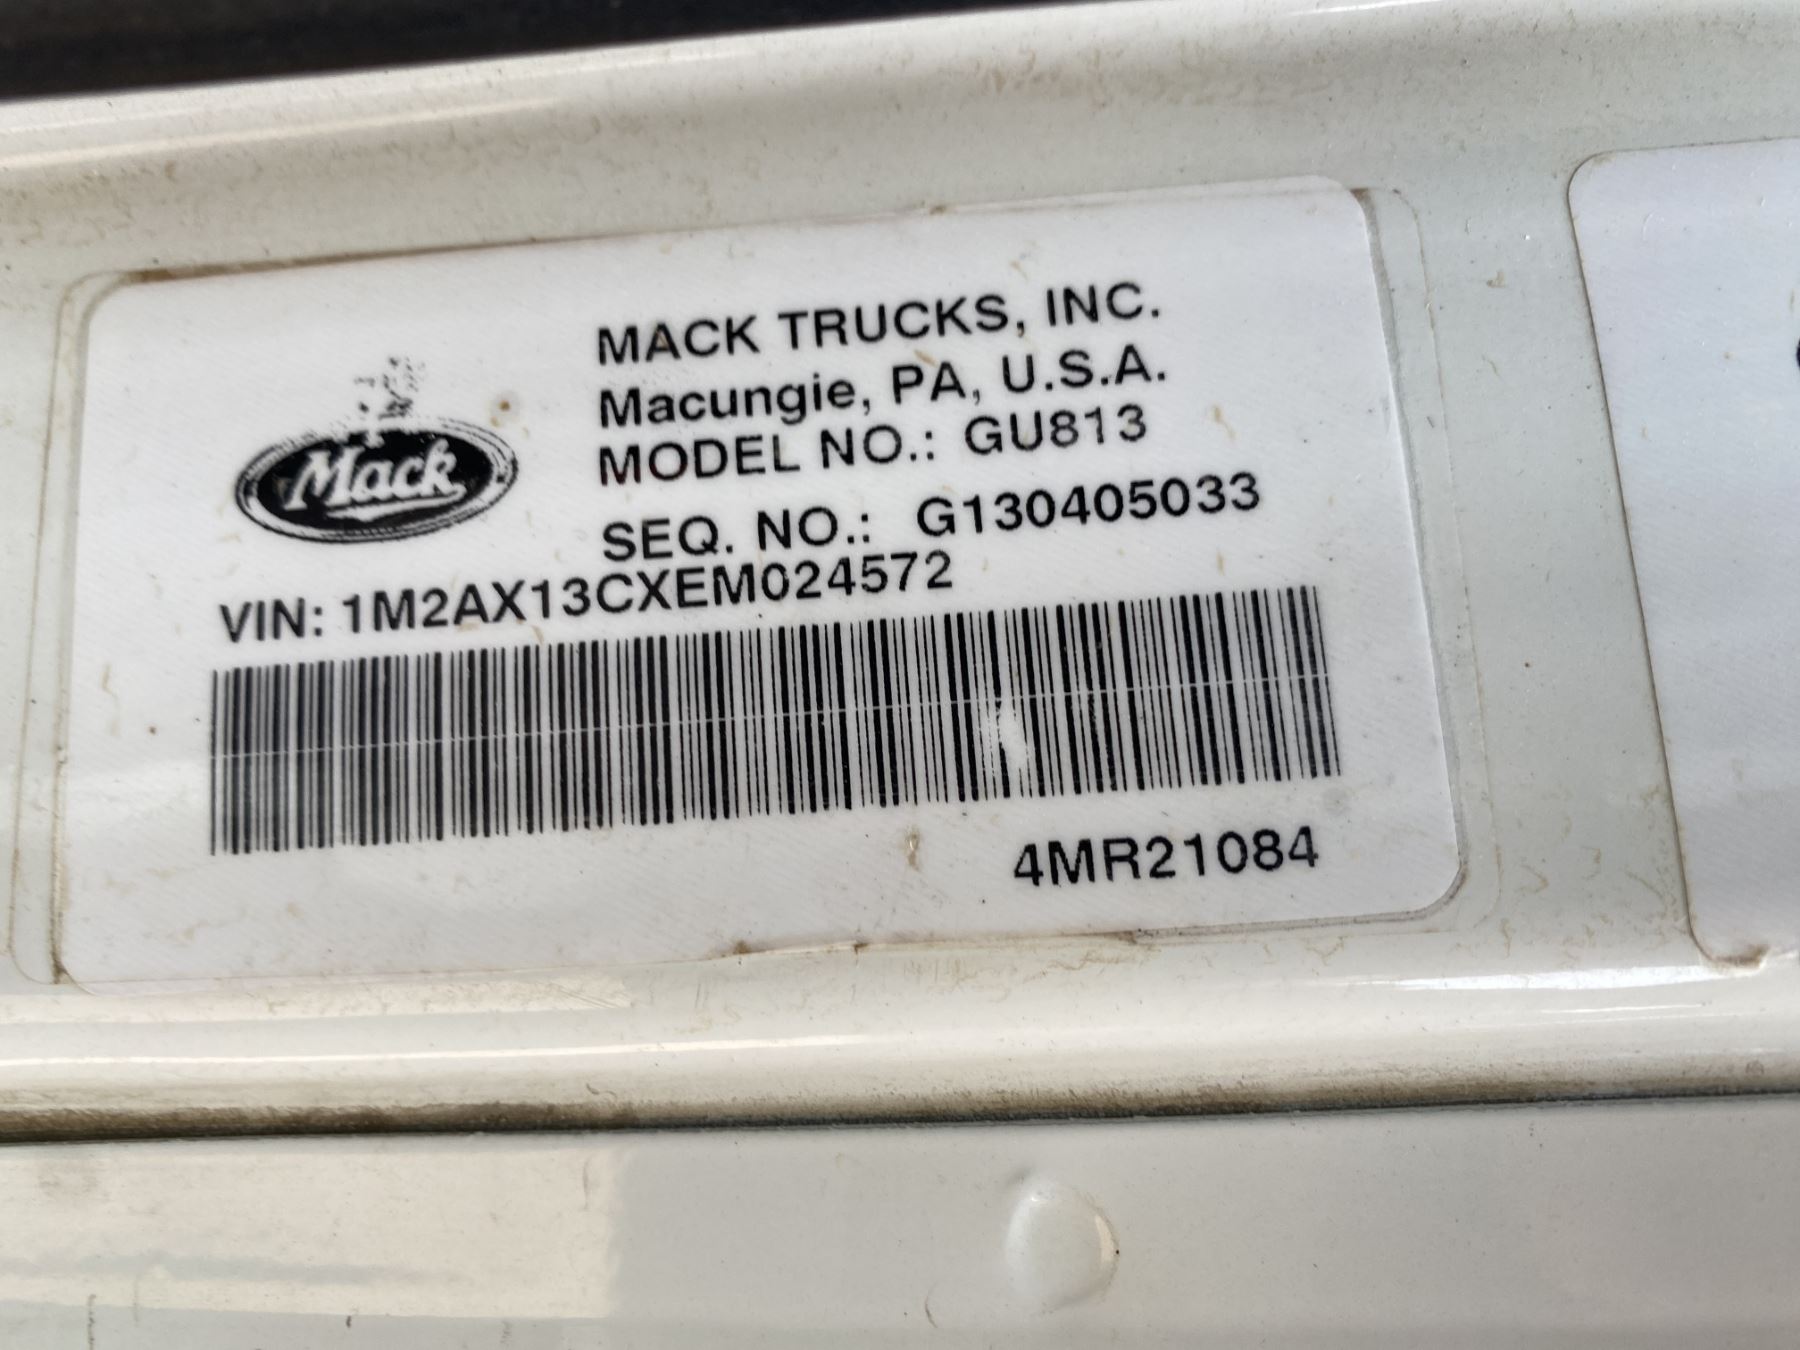 MACK TRUCKS, INC.
Macungie, PA, U.S.A.
MODEL NO.: GU813
Mack
SEQ. NO.: G130405033
VIN: 1M2AX13CXEM024572
4MR21084